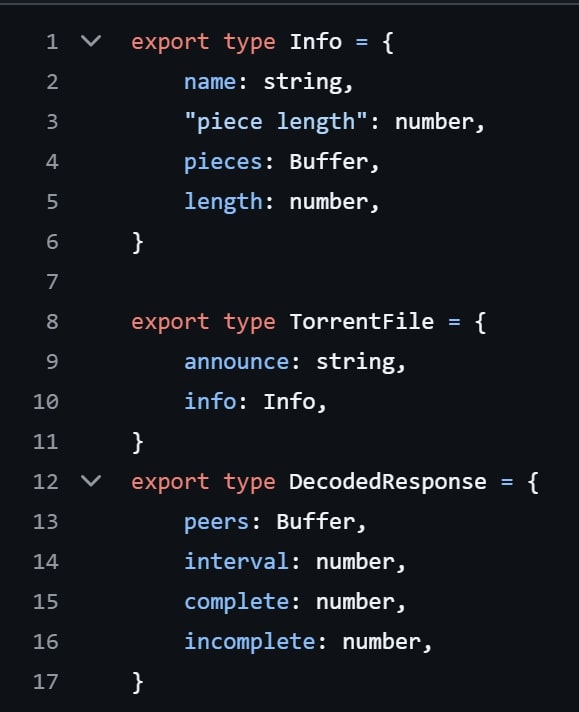 1 export type Info = {
2 name: string,
3 "piece length": number,
4 pieces: Buffer,
5 length: number,
6 }
7
8 export type TorrentFile = {
9 announce: string,
10 info: Info,
11 }
12 export type DecodedResponse = {
13 peers: Buffer,
14 interval: number,
15 complete: number,
16 incomplete: number,
17 }